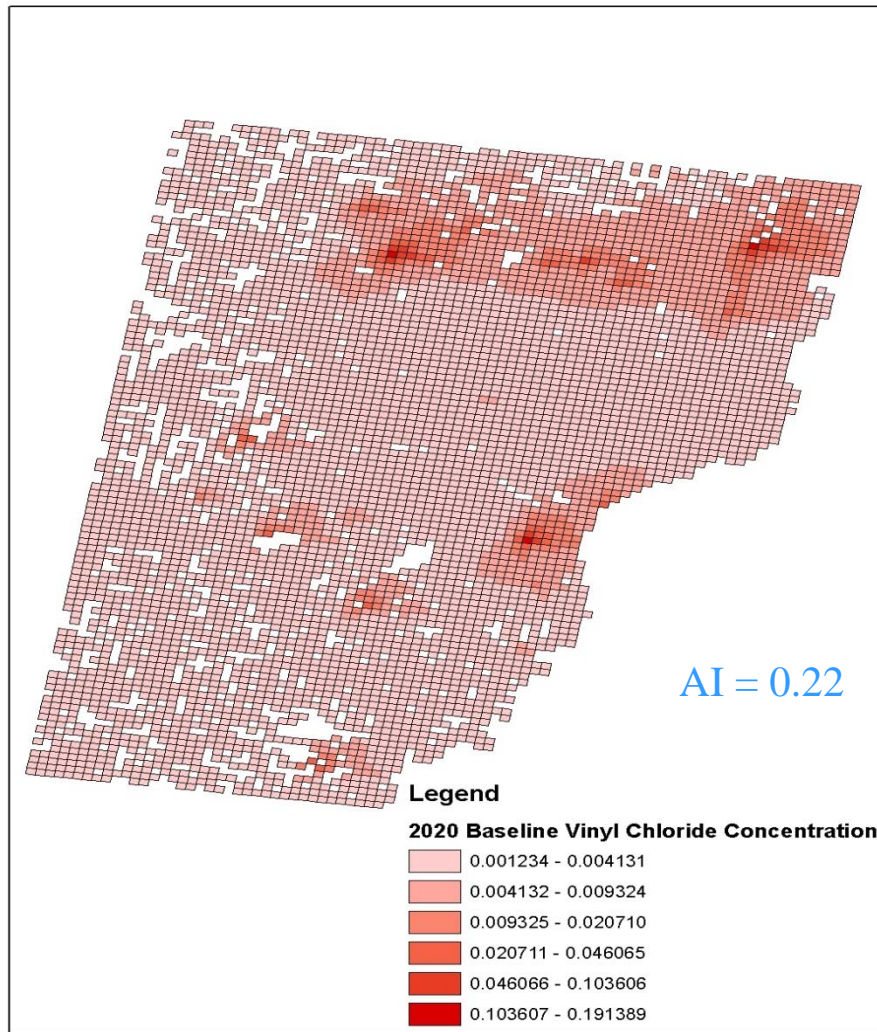 AI = 0.22
Legend
2020 Baseline Vinyl Chloride Concentration
0.001234 - 0.004131
0.004132 - 0.009324
0.009325 - 0.020710
0.020711 - 0.046065
0.046066 - 0.103606
0.103607 - 0.191389